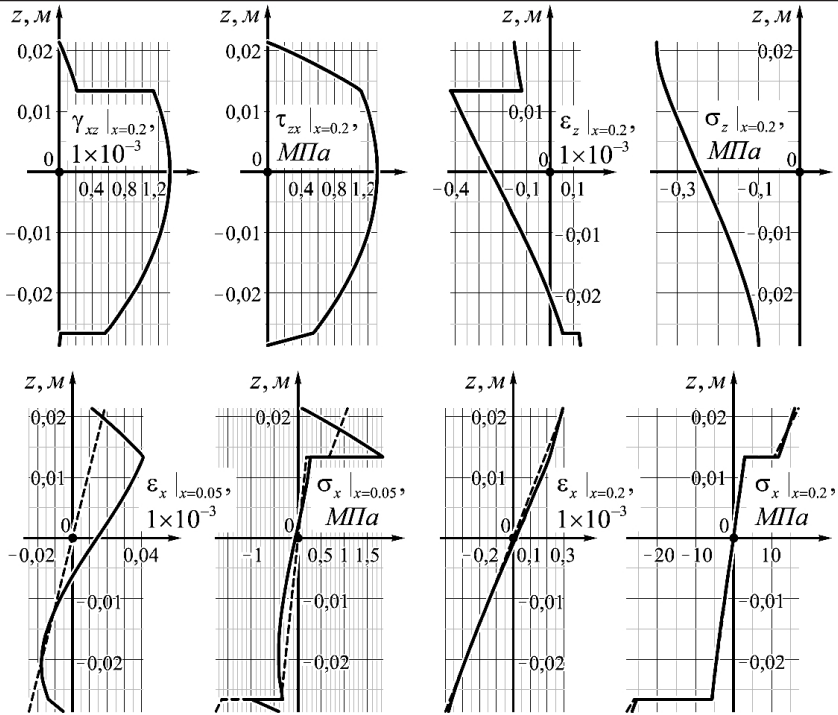 z, м z, м z, м z, м
0,02 0,02 0,02 0,02
0,01 0,01 0,01 0,01
γxz |x=0.2, τzx |x=0.2, εz |x=0.2, σz |x=0.2,
1×10⁻³ МПа 1×10⁻³ МПа
0 0 0 0
0,4 0,8 1,2 0,4 0,8 1,2 −0,4 −0,1 0,1 −0,3 −0,1
−0,01 −0,01 −0,01 −0,01
−0,02 −0,02 −0,02 −0,02
z, м z, м z, м z, м
0,02 0,02 0,02 0,02
0,01 0,01 0,01 0,01
εx |x=0.05, σx |x=0.05, εx |x=0.2, σx |x=0.2,
1×10⁻³ МПа 1×10⁻³ МПа
0 0 0 0
−0,02 0,04 −1 0,5 1 1,5 −0,2 0,1 0,3 −20 −10 10
−0,01 −0,01 −0,01 −0,01
−0,02 −0,02 −0,02 −0,02